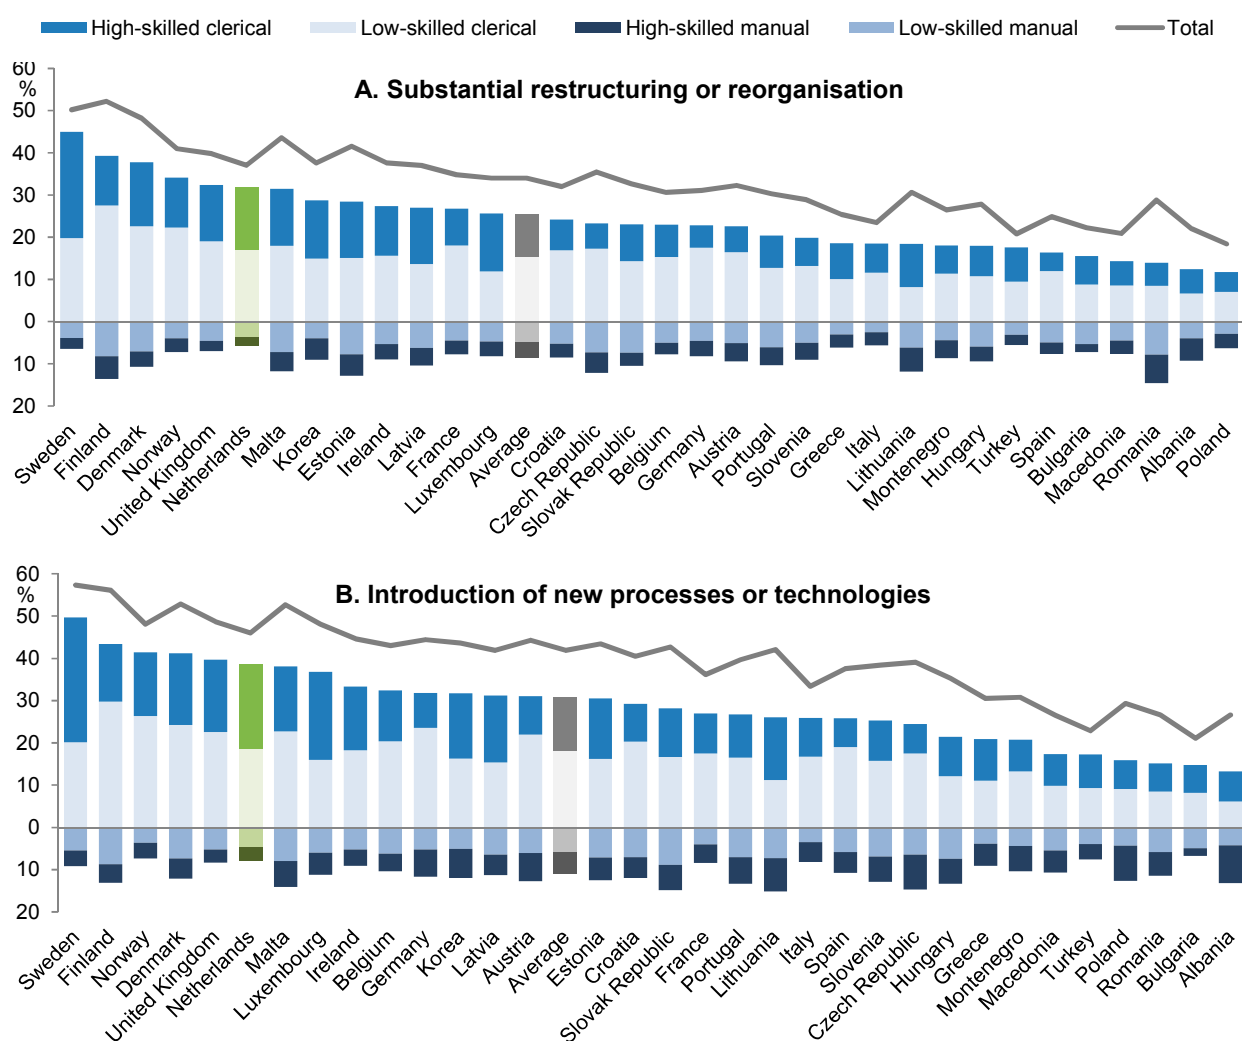 High-skilled clerical Low-skilled clerical High-skilled manual Low-skilled manual Total
A. Substantial restructuring or reorganisation
60
%
50
40
30
20
10
0
10
20
Sweden
Finland
Denmark
Norway
United Kingdom
Netherlands
Malta
Korea
Estonia
Ireland
Latvia
France
Luxembourg
Average
Croatia
Czech Republic
Slovak Republic
Belgium
Germany
Austria
Portugal
Slovenia
Greece
Italy
Lithuania
Montenegro
Hungary
Turkey
Spain
Bulgaria
Macedonia
Romania
Albania
Poland
B. Introduction of new processes or technologies
60
%
50
40
30
20
10
0
10
20
Sweden
Finland
Norway
Denmark
United Kingdom
Netherlands
Malta
Luxembourg
Ireland
Belgium
Germany
Korea
Latvia
Austria
Average
Estonia
Croatia
Slovak Republic
France
Portugal
Lithuania
Italy
Spain
Slovenia
Czech Republic
Hungary
Greece
Montenegro
Macedonia
Turkey
Poland
Romania
Bulgaria
Albania